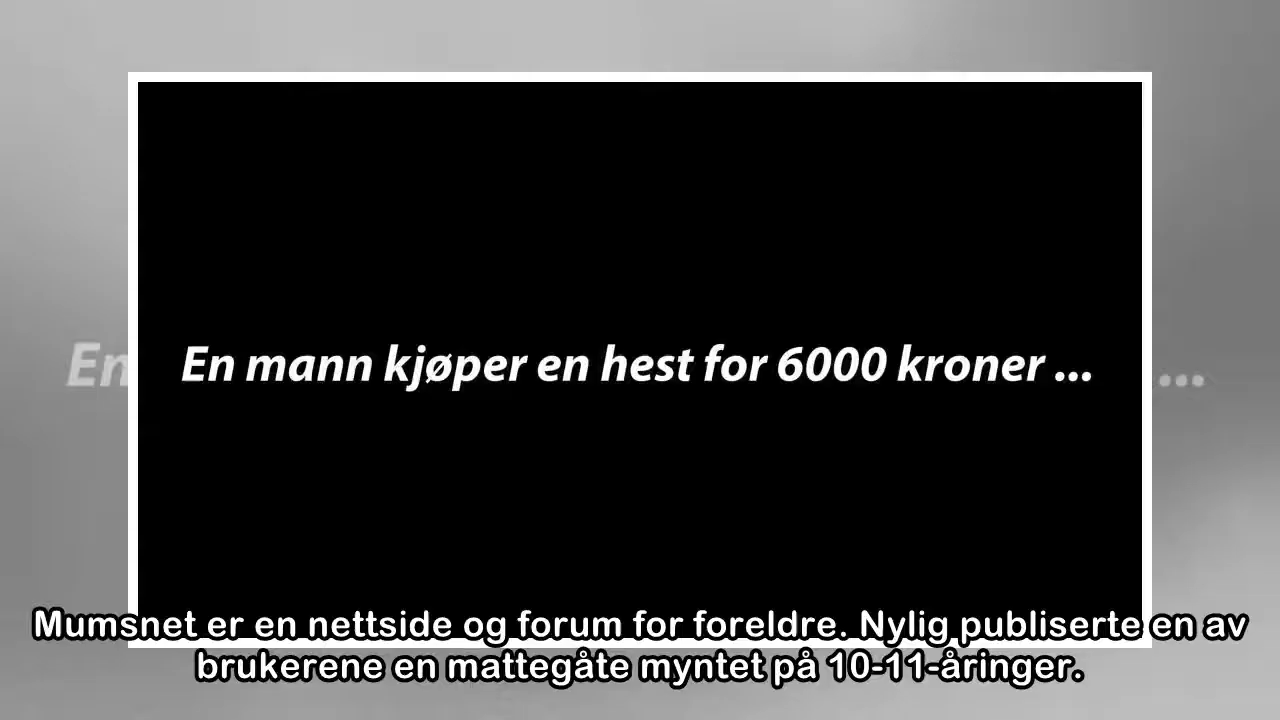 En mann kjøper en hest for 6000 kroner ...
Mumsnet er en nettside og forum for foreldre. Nylig publiserte en av
brukerene en mattegåte myntet på 10-11-åringer.